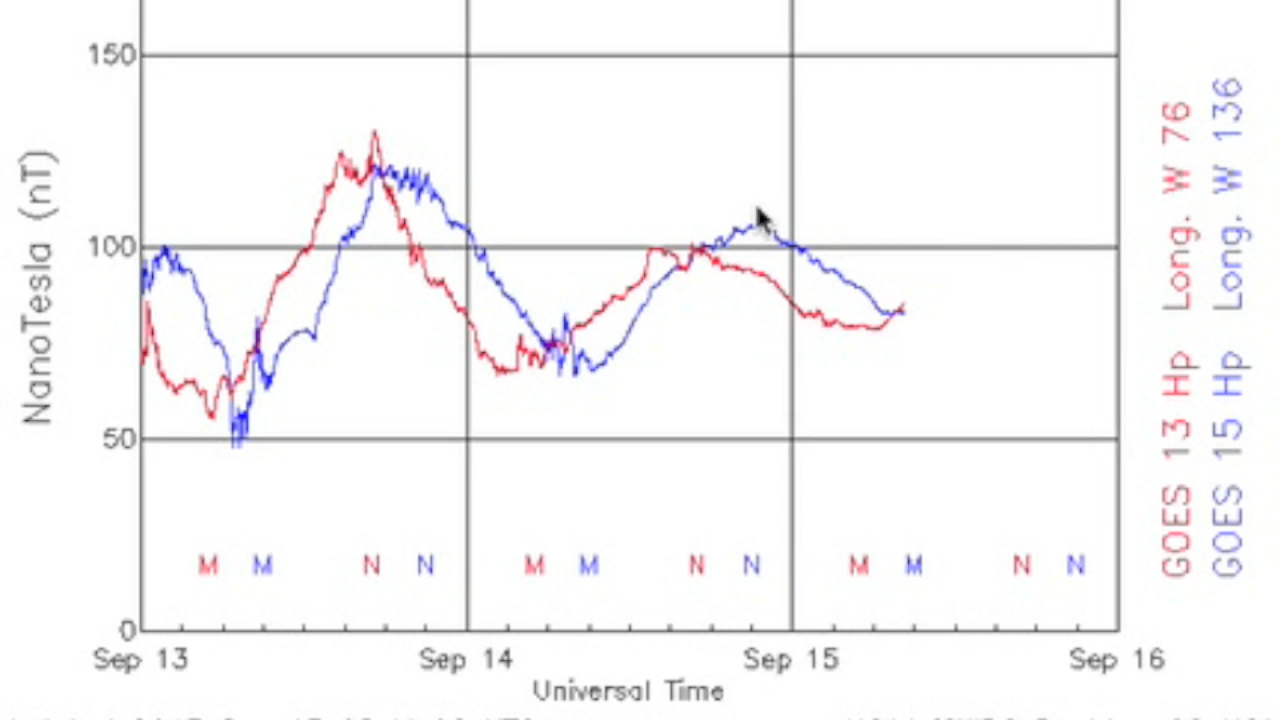 150
100
50
0
NanoTesla (nT)
M M N N M M N N M M N N
Sep 13 Sep 14 Sep 15 Sep 16
Universal Time
GOES 13 Hp Long. W 76
GOES 15 Hp Long. W 136